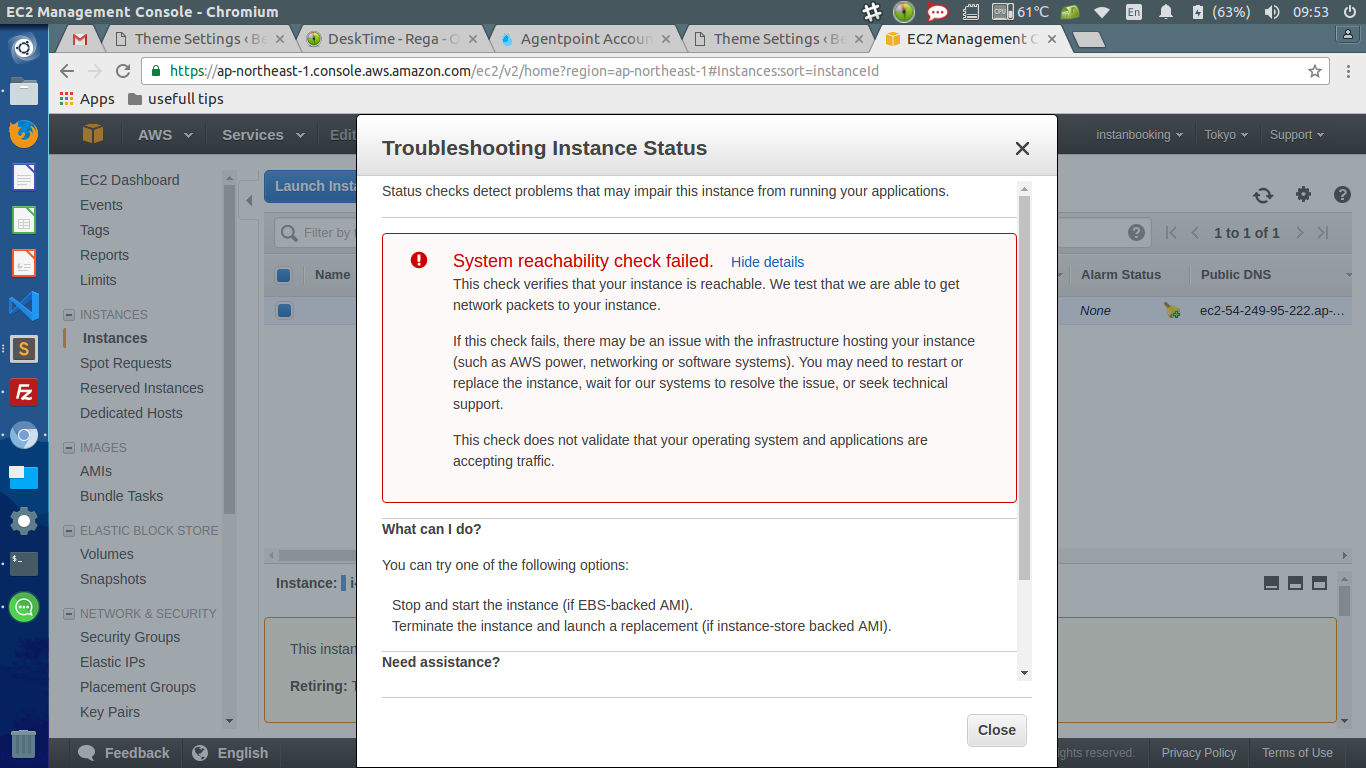 EC2 Management Console - Chromium
61°C
En
(63%)
09:53
Theme Settings ‹ Be
DeskTime - Rega - O
Agentpoint Accoun
Theme Settings ‹ Be
EC2 Management C
https://ap-northeast-1.console.aws.amazon.com/ec2/v2/home?region=ap-northeast-1#Instances:sort=instanceId
Apps
usefull tips
AWS
Services
Edit
instanbooking
Tokyo
Support
EC2 Dashboard
Events
Tags
Reports
Limits
INSTANCES
Instances
Spot Requests
Reserved Instances
Dedicated Hosts
IMAGES
AMIs
Bundle Tasks
ELASTIC BLOCK STORE
Volumes
Snapshots
NETWORK & SECURITY
Security Groups
Elastic IPs
Placement Groups
Key Pairs
Launch Insta
Filter by t
1 to 1 of 1
Name
Alarm Status
Public DNS
None
ec2-54-249-95-222.ap-...
Instance:
i-
This instan
Retiring: T
Troubleshooting Instance Status
Status checks detect problems that may impair this instance from running your applications.
System reachability check failed. Hide details
This check verifies that your instance is reachable. We test that we are able to get
network packets to your instance.
If this check fails, there may be an issue with the infrastructure hosting your instance
(such as AWS power, networking or software systems). You may need to restart or
replace the instance, wait for our systems to resolve the issue, or seek technical
support.
This check does not validate that your operating system and applications are
accepting traffic.
What can I do?
You can try one of the following options:
Stop and start the instance (if EBS-backed AMI).
Terminate the instance and launch a replacement (if instance-store backed AMI).
Need assistance?
Close
Feedback
English
ights reserved.
Privacy Policy
Terms of Use